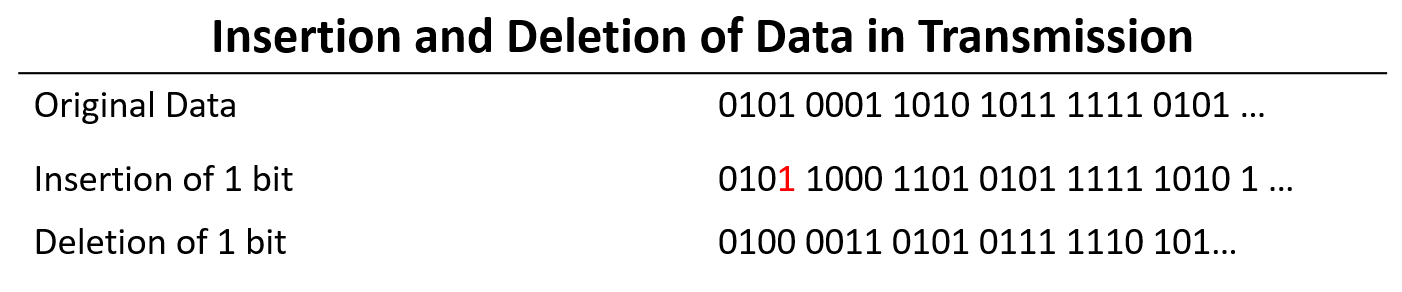 Insertion and Deletion of Data in Transmission
Original Data 0101 0001 1010 1011 1111 0101 ...
Insertion of 1 bit 0101 1000 1101 0101 1111 1010 1 ...
Deletion of 1 bit 0100 0011 0101 0111 1110 101...